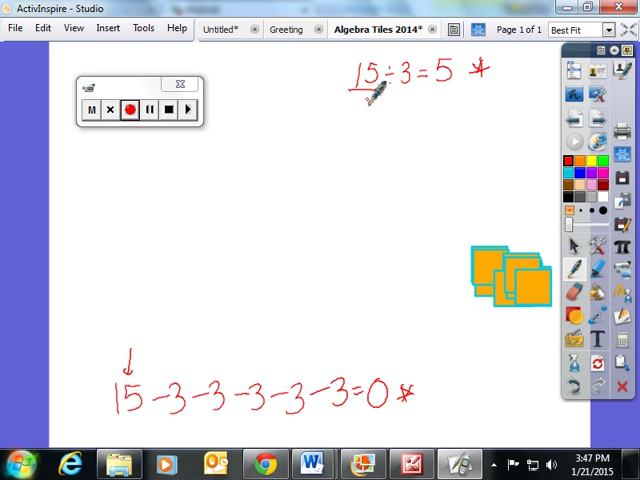 ActivInspire - Studio
File Edit View Insert Tools Help
Untitled* Greeting Algebra Tiles 2014* Page 1 of 1 Best Fit
15÷3=5 *
M
T
15-3-3-3-3-3=0*
3:47 PM
1/21/2015